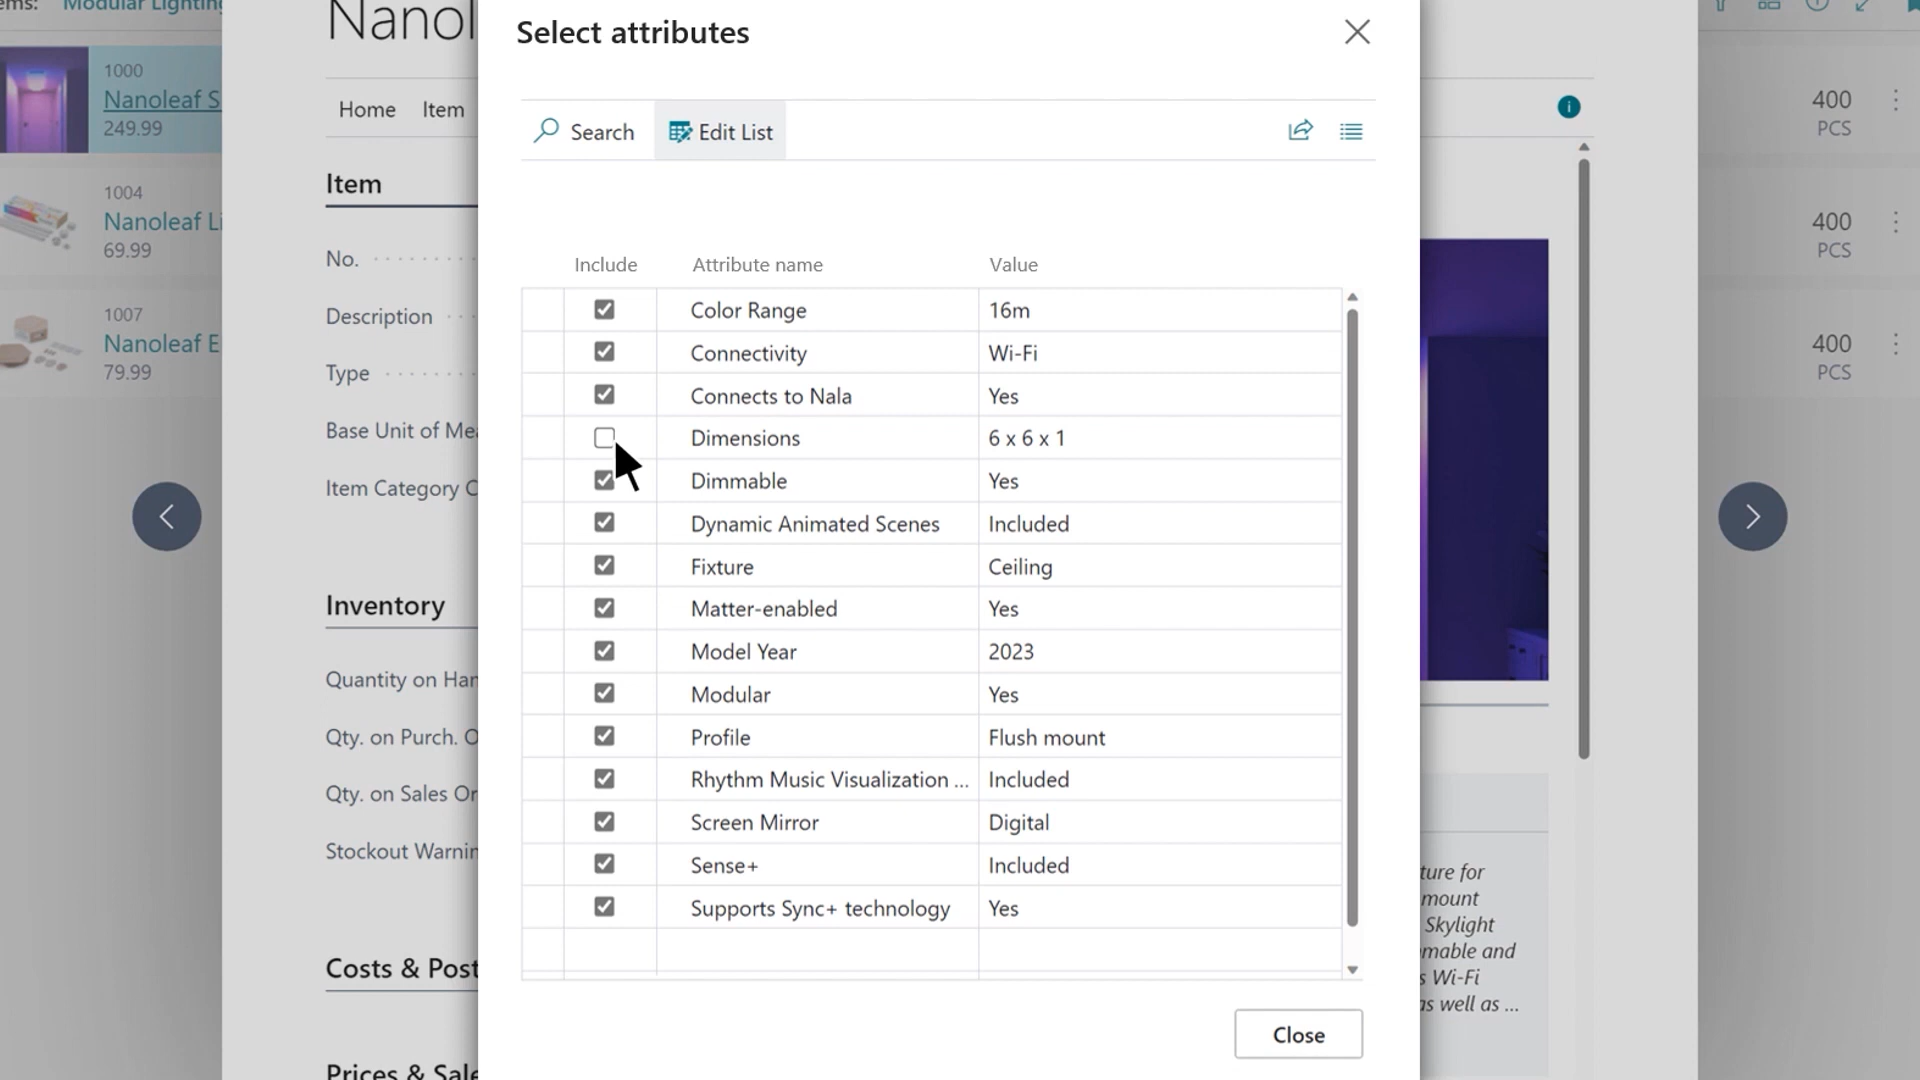 ems: Modular Lighting
Nanol
1000
Nanoleaf S
249.99
1004
Nanoleaf Li
69.99
1007
Nanoleaf E
79.99
Home Item
Item
No.
Description
Type
Base Unit of Mea
Item Category C
Inventory
Quantity on Han
Qty. on Purch. O
Qty. on Sales Or
Stockout Warnin
Costs & Post
Prices & Sale
Select attributes
Search Edit List
Include Attribute name Value
Color Range 16m
Connectivity Wi-Fi
Connects to Nala Yes
Dimensions 6 x 6 x 1
Dimmable Yes
Dynamic Animated Scenes Included
Fixture Ceiling
Matter-enabled Yes
Model Year 2023
Modular Yes
Profile Flush mount
Rhythm Music Visualization ... Included
Screen Mirror Digital
Sense+ Included
Supports Sync+ technology Yes
Close
ture for
mount
Skylight
mable and
s Wi-Fi
as well as ...
400
PCS
400
PCS
400
PCS